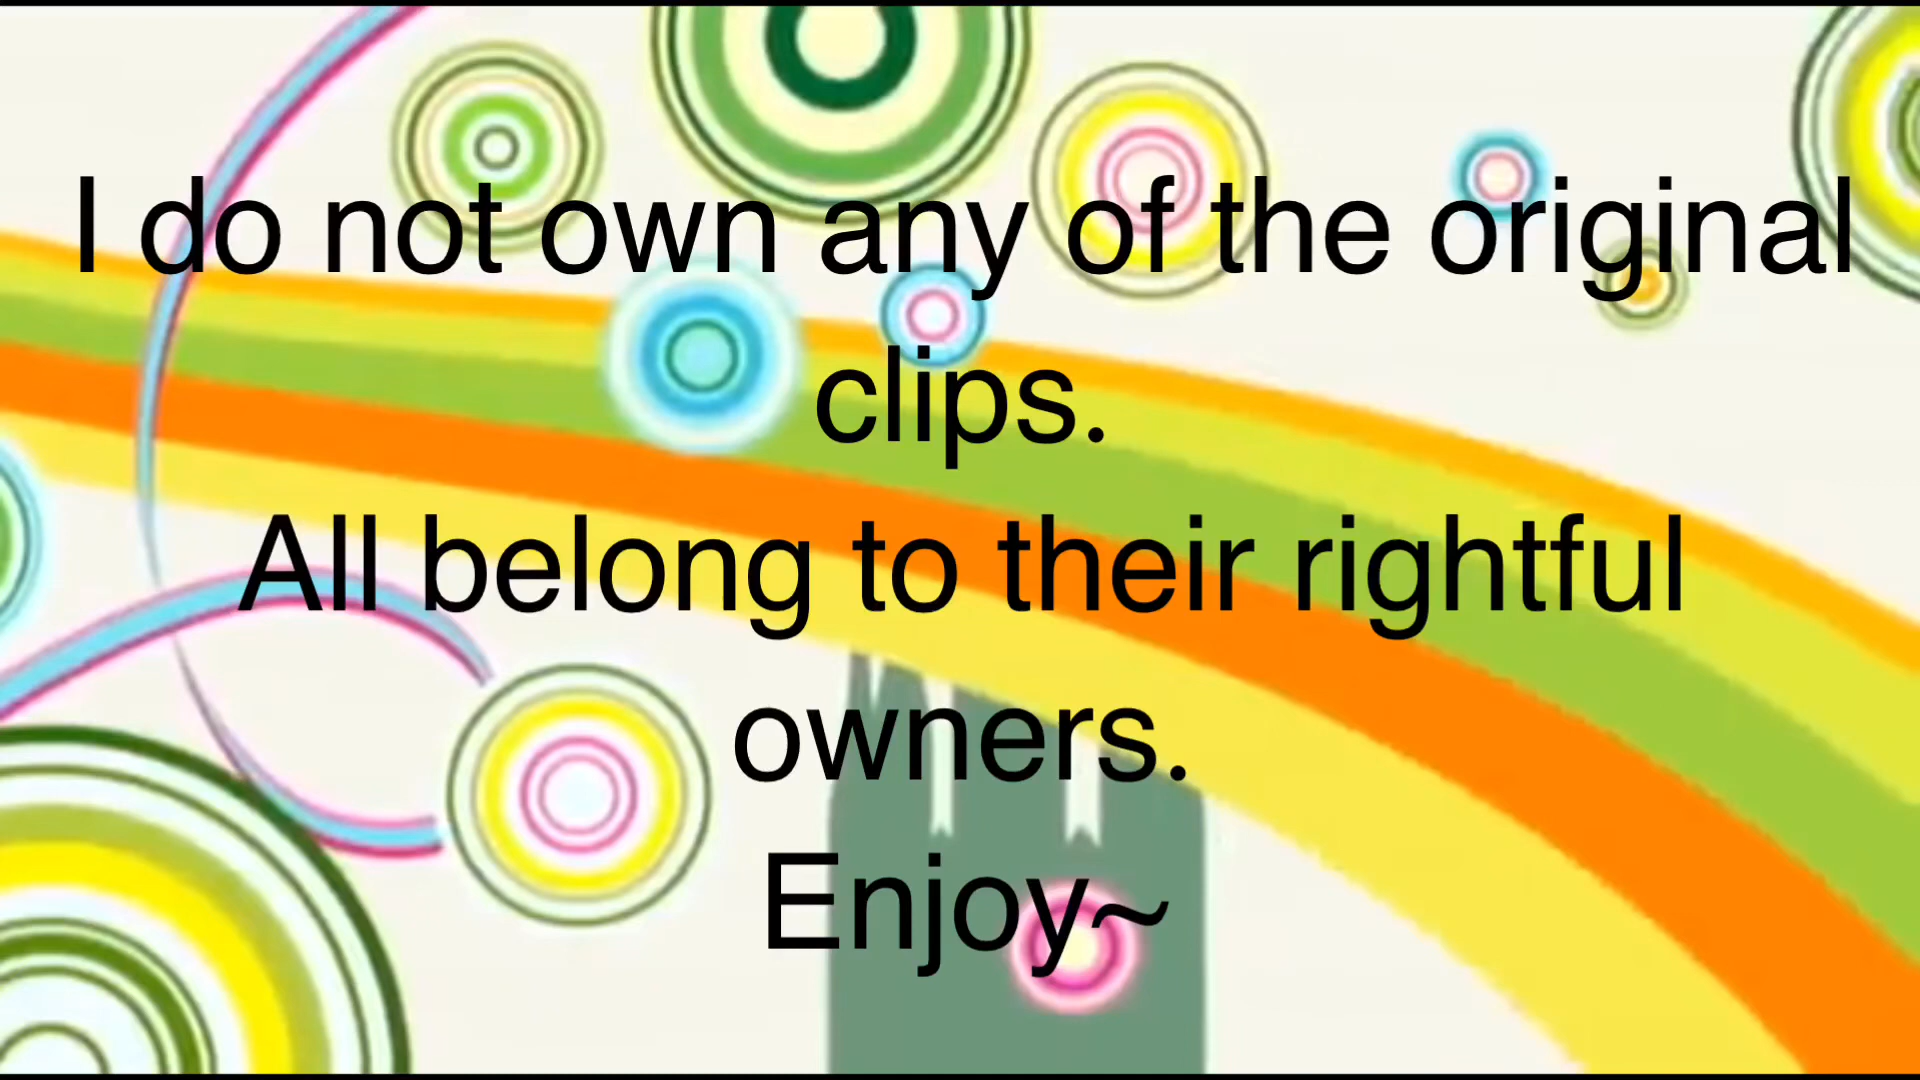 I do not own any of the original
clips.
All belong to their rightful
owners.
Enjoy~